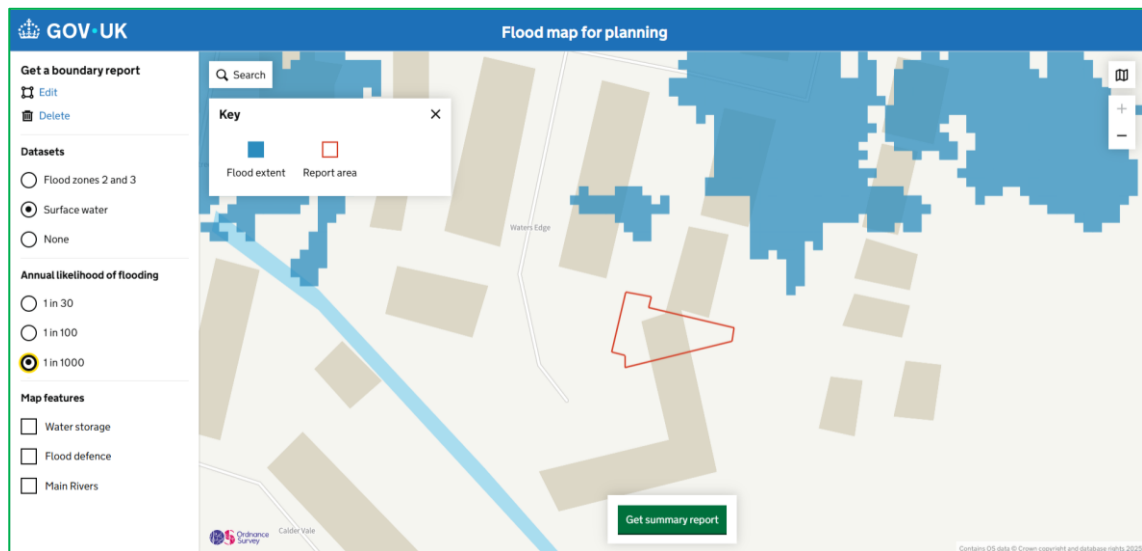 GOV·UK
Flood map for planning
Get a boundary report
Edit
Delete
Datasets
Flood zones 2 and 3
Surface water
None
Annual likelihood of flooding
1 in 30
1 in 100
1 in 1000
Map features
Water storage
Flood defence
Main Rivers
Search
Key
Flood extent
Report area
Waters Edge
Calder Vale
Ordnance
Survey
Get summary report
Contains OS data © Crown copyright and database rights 2025